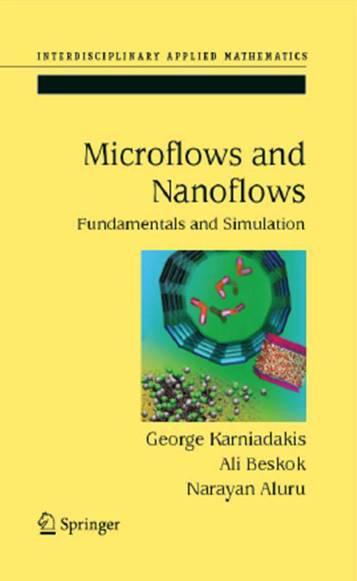 INTERDISCIPLINARY APPLIED MATHEMATICS
Microflows and
Nanoflows
Fundamentals and Simulation
George Karniadakis
Ali Beskok
Narayan Aluru
Springer